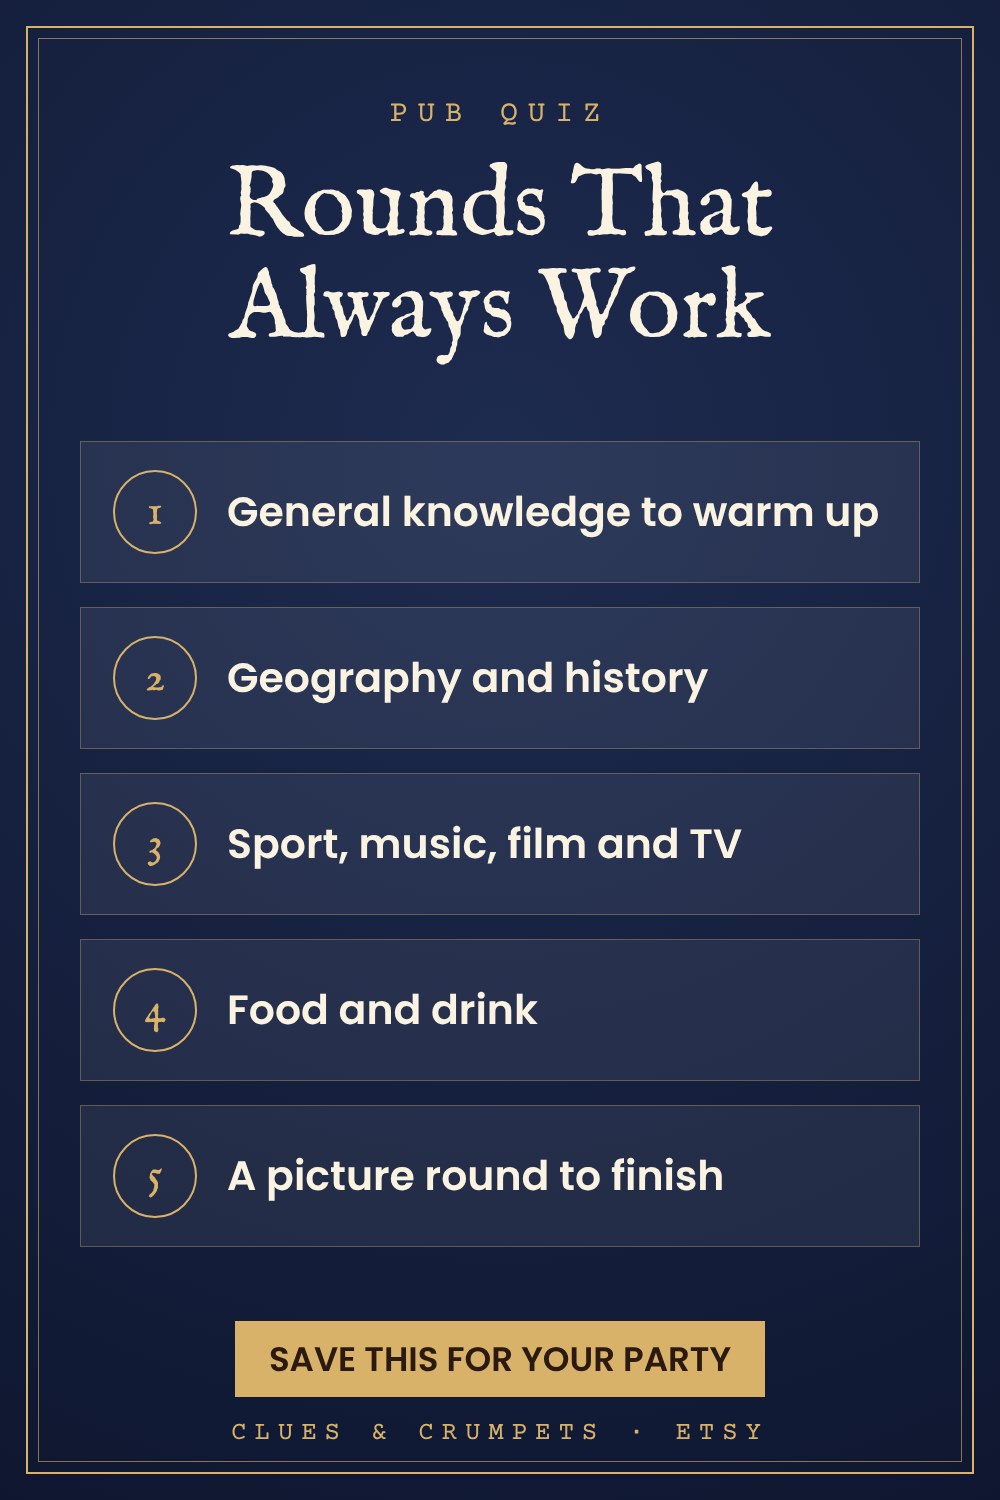 PUB QUIZ
Rounds That
Always Work
1 General knowledge to warm up
2 Geography and history
3 Sport, music, film and TV
4 Food and drink
5 A picture round to finish
SAVE THIS FOR YOUR PARTY
CLUES & CRUMPETS · ETSY